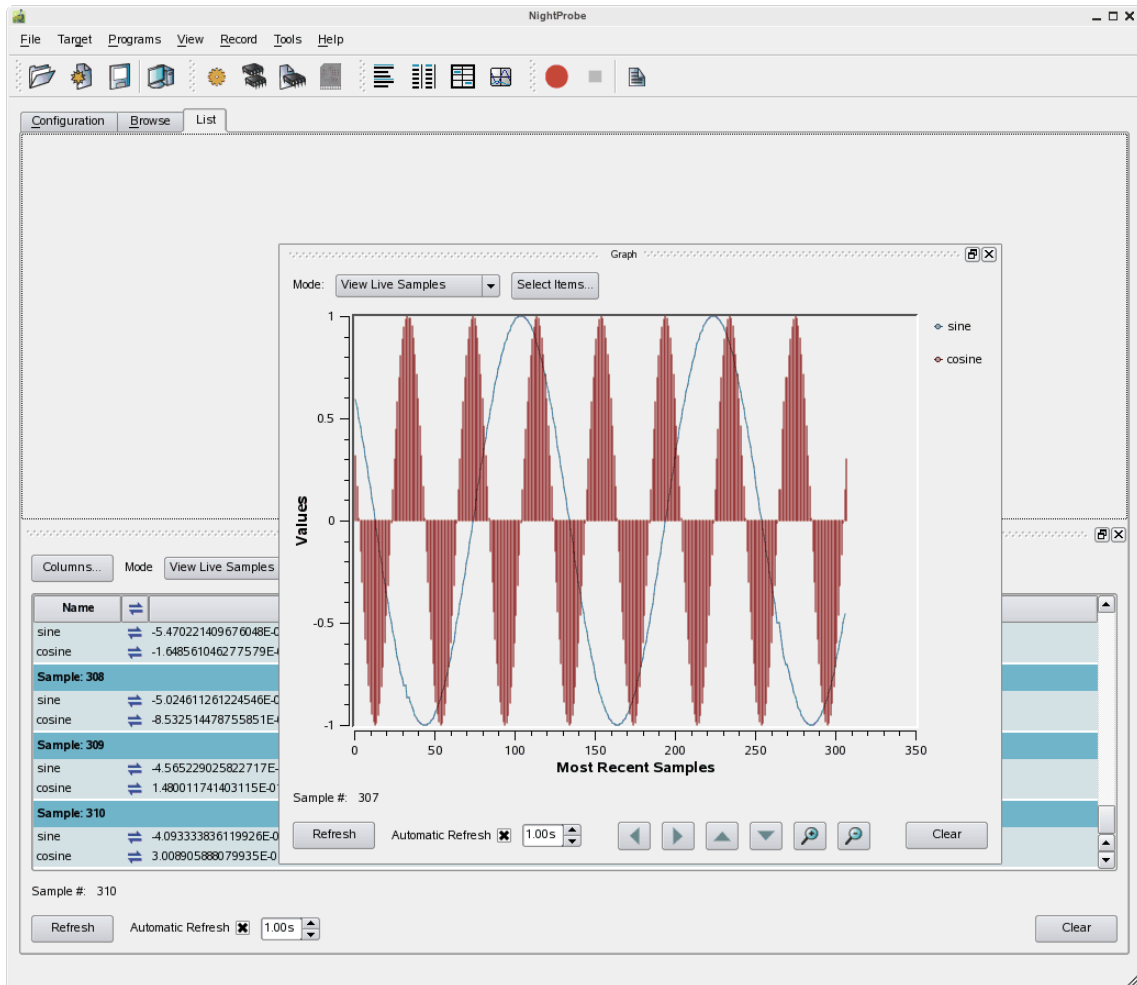 NightProbe
File Target Programs View Record Tools Help
Configuration Browse List
Graph
Mode: View Live Samples Select Items...
1
0.5
0
-0.5
-1
Values
0 50 100 150 200 250 300 350
Most Recent Samples
sine
cosine
Sample #: 307
Refresh Automatic Refresh 1.00s Clear
Columns... Mode View Live Samples
Name
sine -5.470221409676048E-0
cosine -1.648561046277579E-
Sample: 308
sine -5.024611261224546E-0
cosine -8.532514478755851E-
Sample: 309
sine -4.565229025822717E-
cosine 1.480011741403115E-01
Sample: 310
sine -4.093333836119926E-0
cosine 3.008905888079935E-0
Sample #: 310
Refresh Automatic Refresh 1.00s Clear